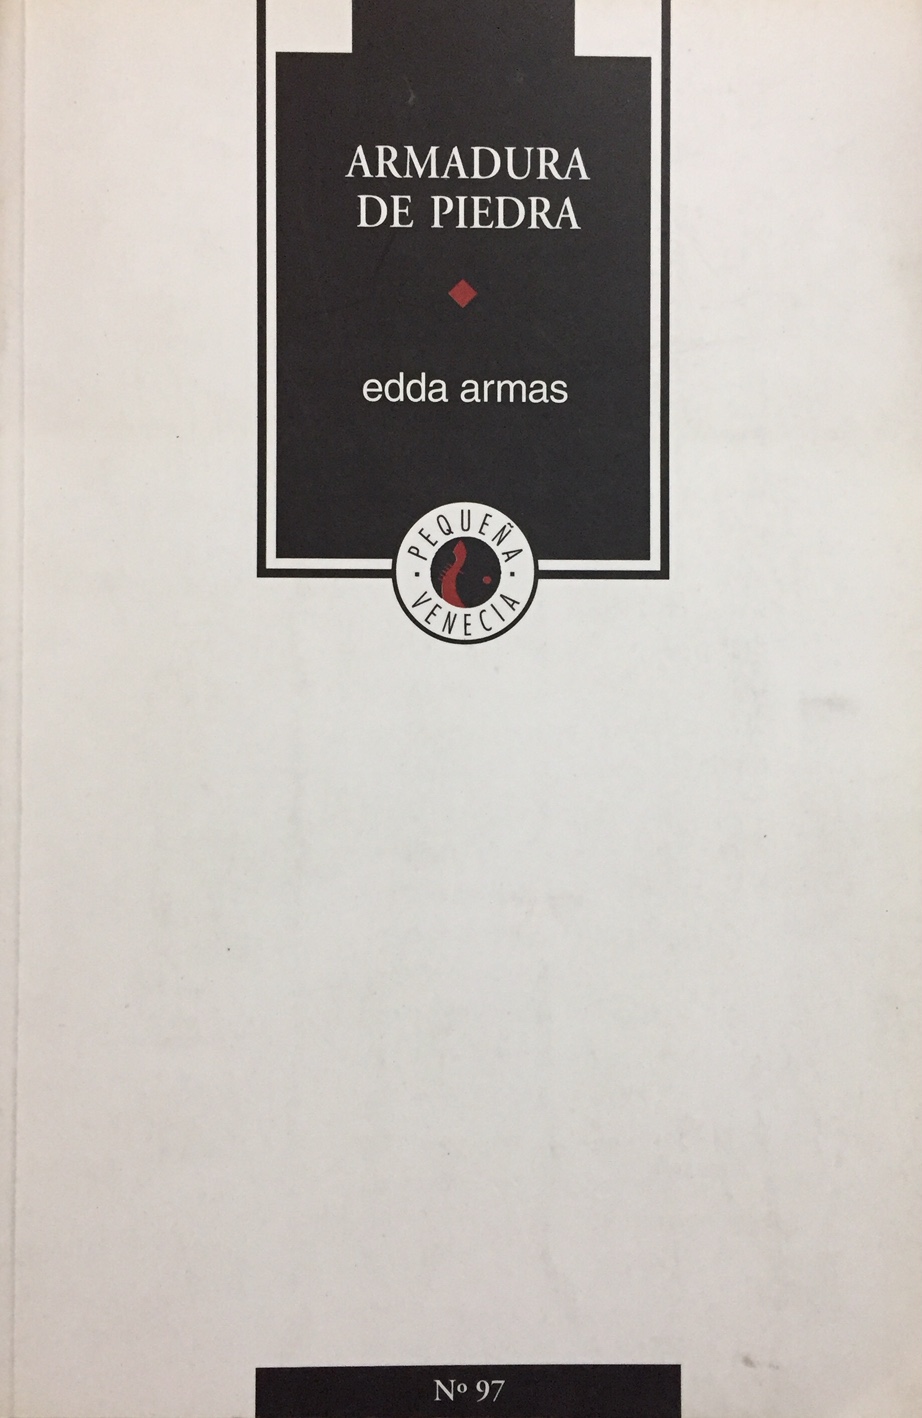 ARMADURA
DE PIEDRA
edda armas
· PEQUEÑA ·
VENECIA
Nº 97